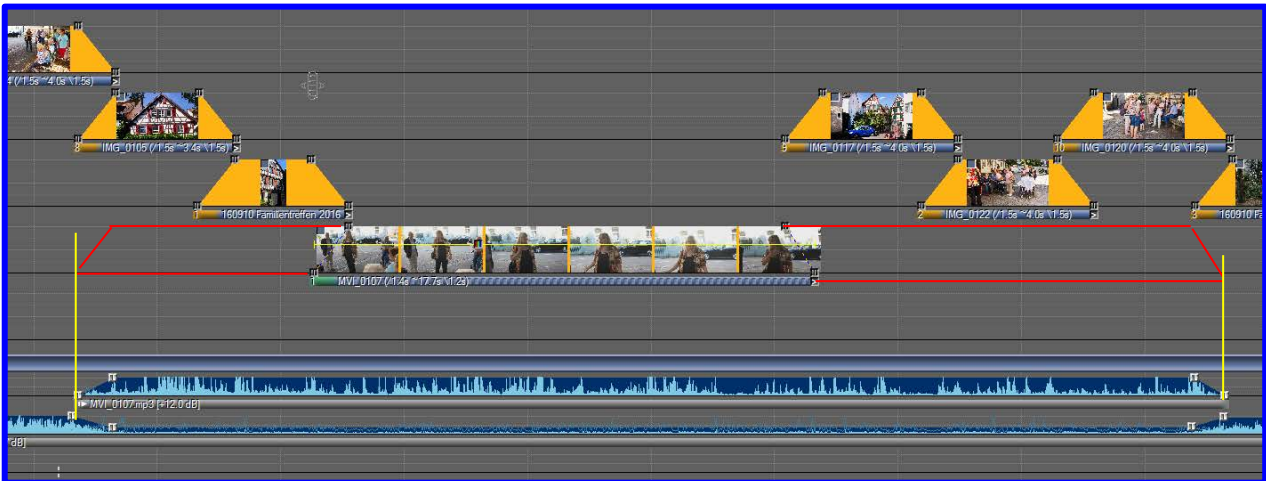 4 (/1.5s ~4.0s \1.5s)
8 IMG_0105 (/1.5s ~3.4s \1.5s)
9 IMG_0117 (/1.5s ~4.0s \1.5s)
10 IMG_0120 (/1.5s ~4.0s \1.5s)
1 160910 Familientreffen 2016
2 IMG_0122 (/1.5s ~4.0s \1.5s)
3 160910 Fa
1 MVI_0107 (/1.4s ~17.7s \1.2s)
MVI_0107.mp3 [+12.0 dB]
dB]